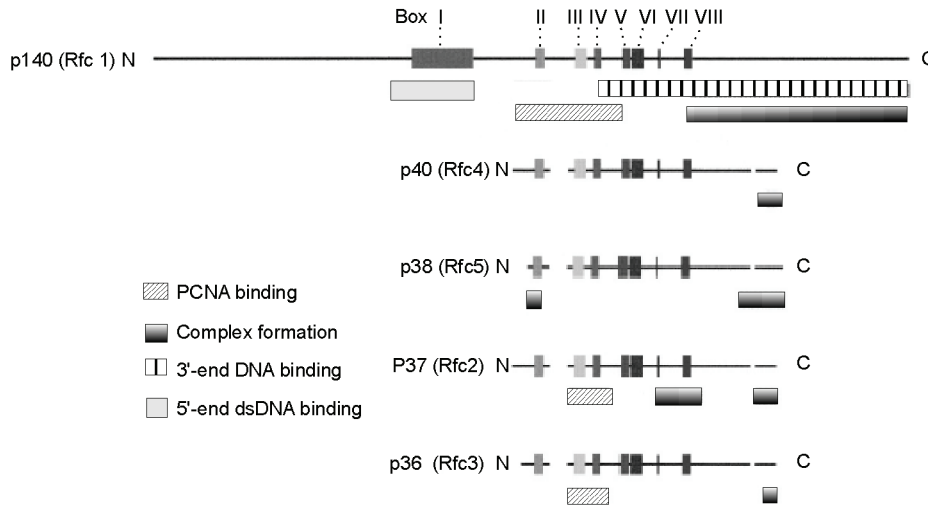 Box I II III IV V VI VII VIII
p140 (Rfc 1) N C
p40 (Rfc4) N C
p38 (Rfc5) N C
PCNA binding
Complex formation
3'-end DNA binding
P37 (Rfc2) N C
5'-end dsDNA binding
p36 (Rfc3) N C